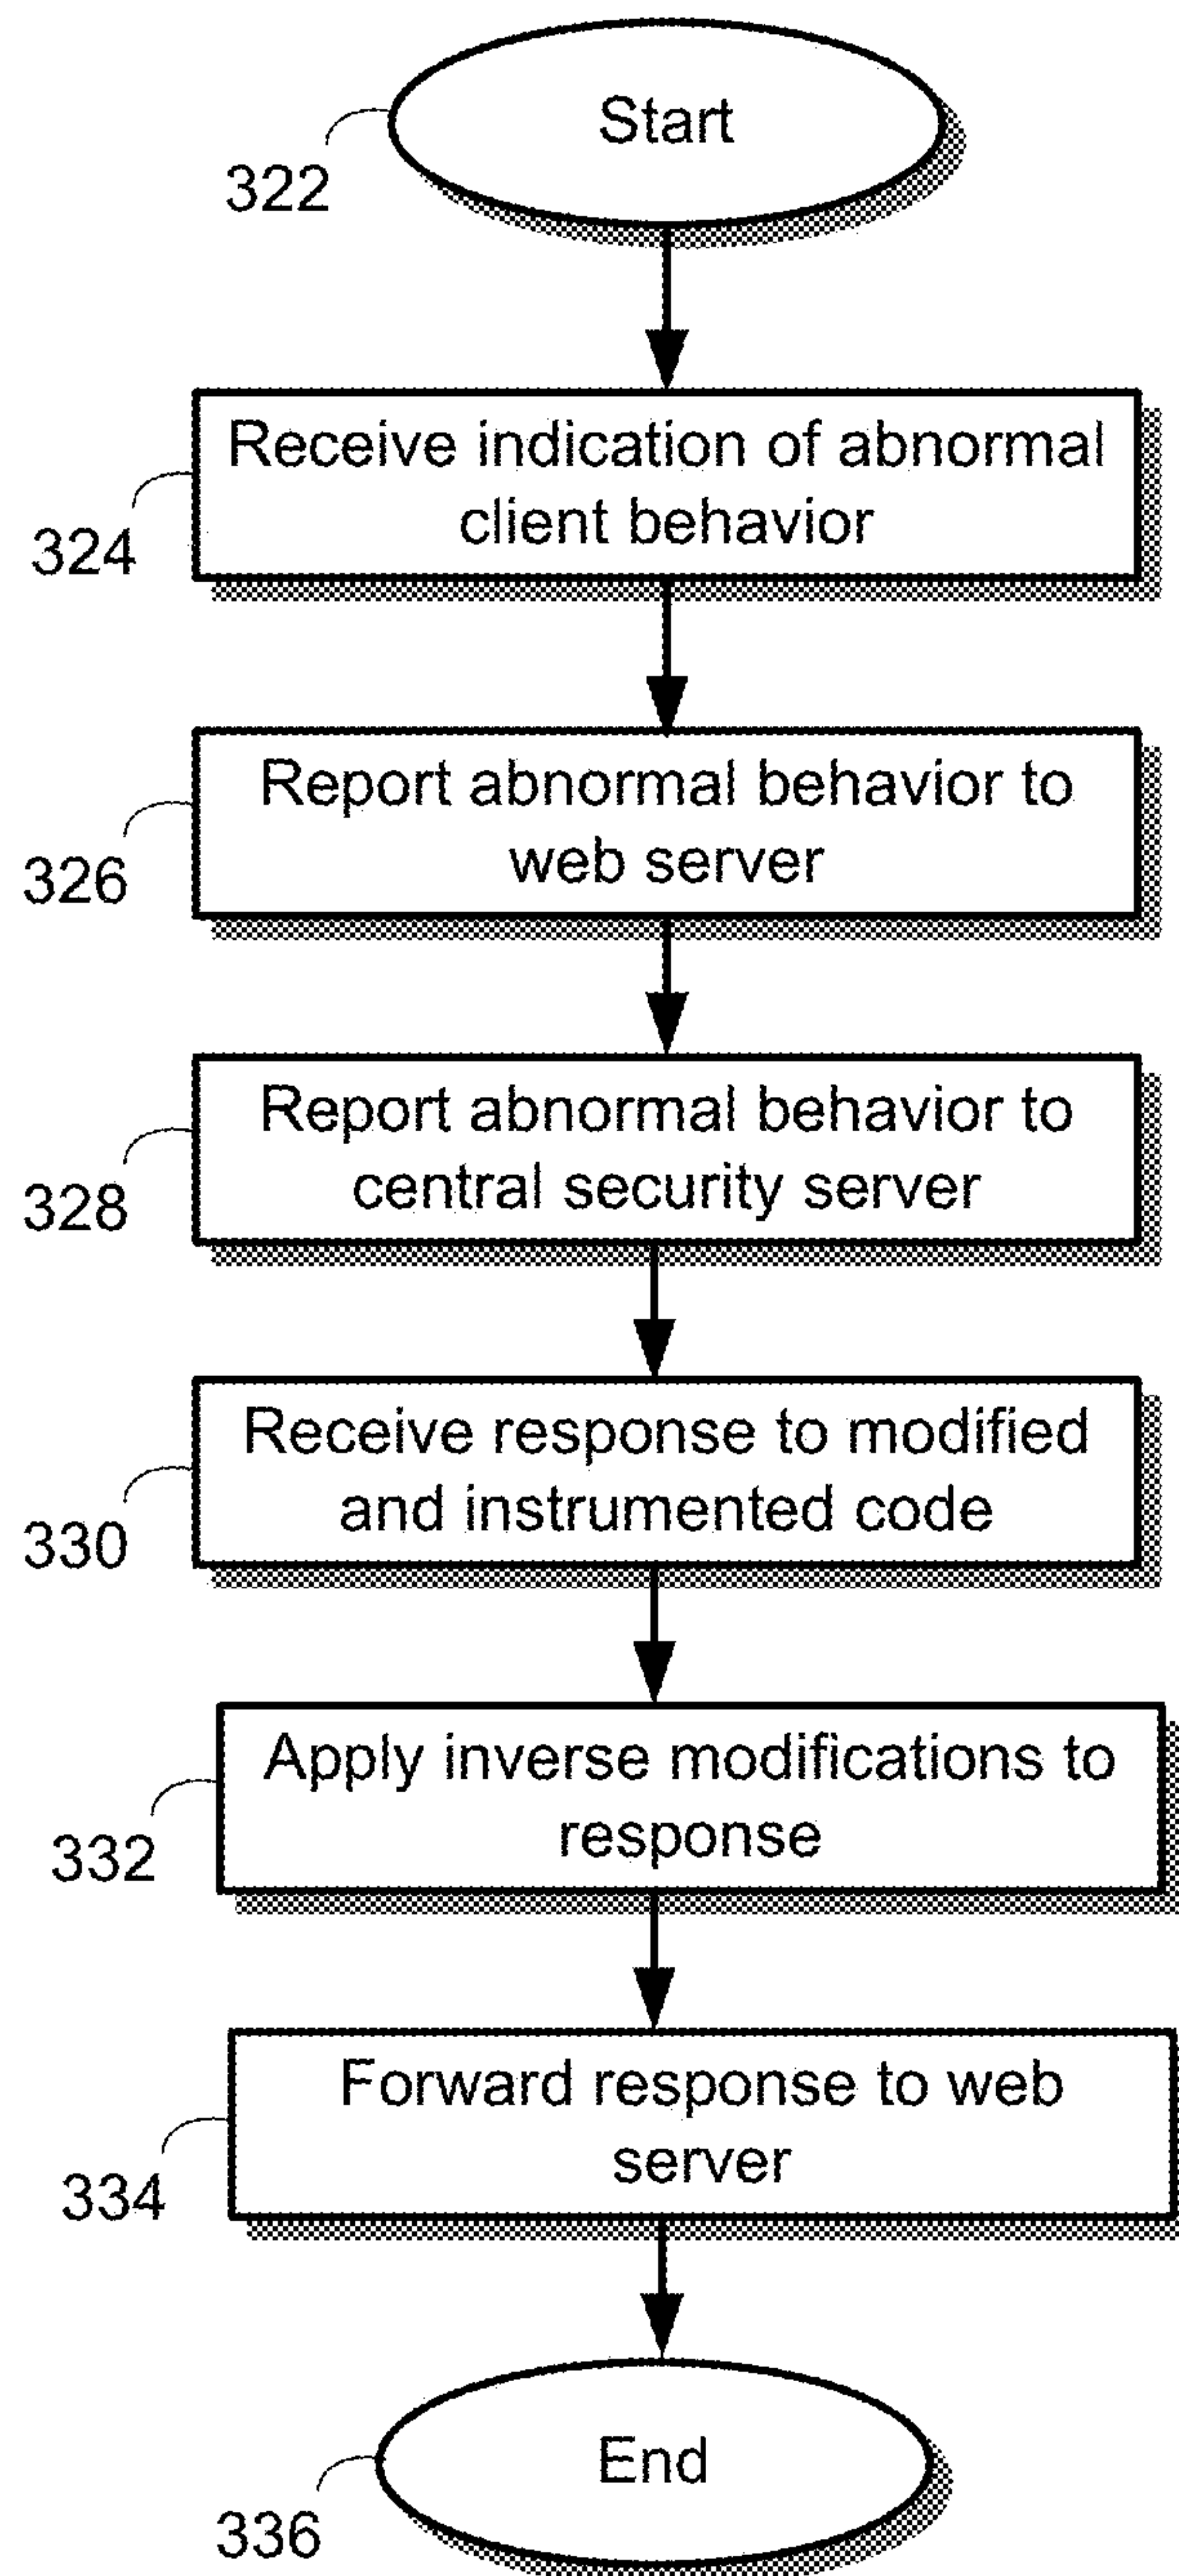 Start
322
Receive indication of abnormal
client behavior
324
Report abnormal behavior to
web server
326
Report abnormal behavior to
central security server
328
Receive response to modified
and instrumented code
330
Apply inverse modifications to
response
332
Forward response to web
server
334
End
336